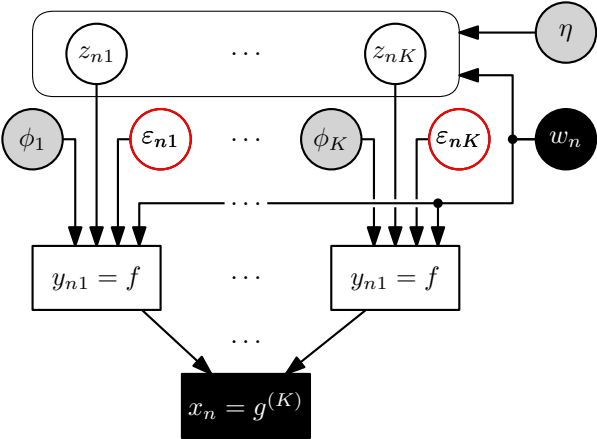 z_{n1} ... z_{nK} η
ϕ_1 ε_{n1} ... ϕ_K ε_{nK} w_n
...
y_{n1} = f ... y_{n1} = f
...
x_n = g^{(K)}